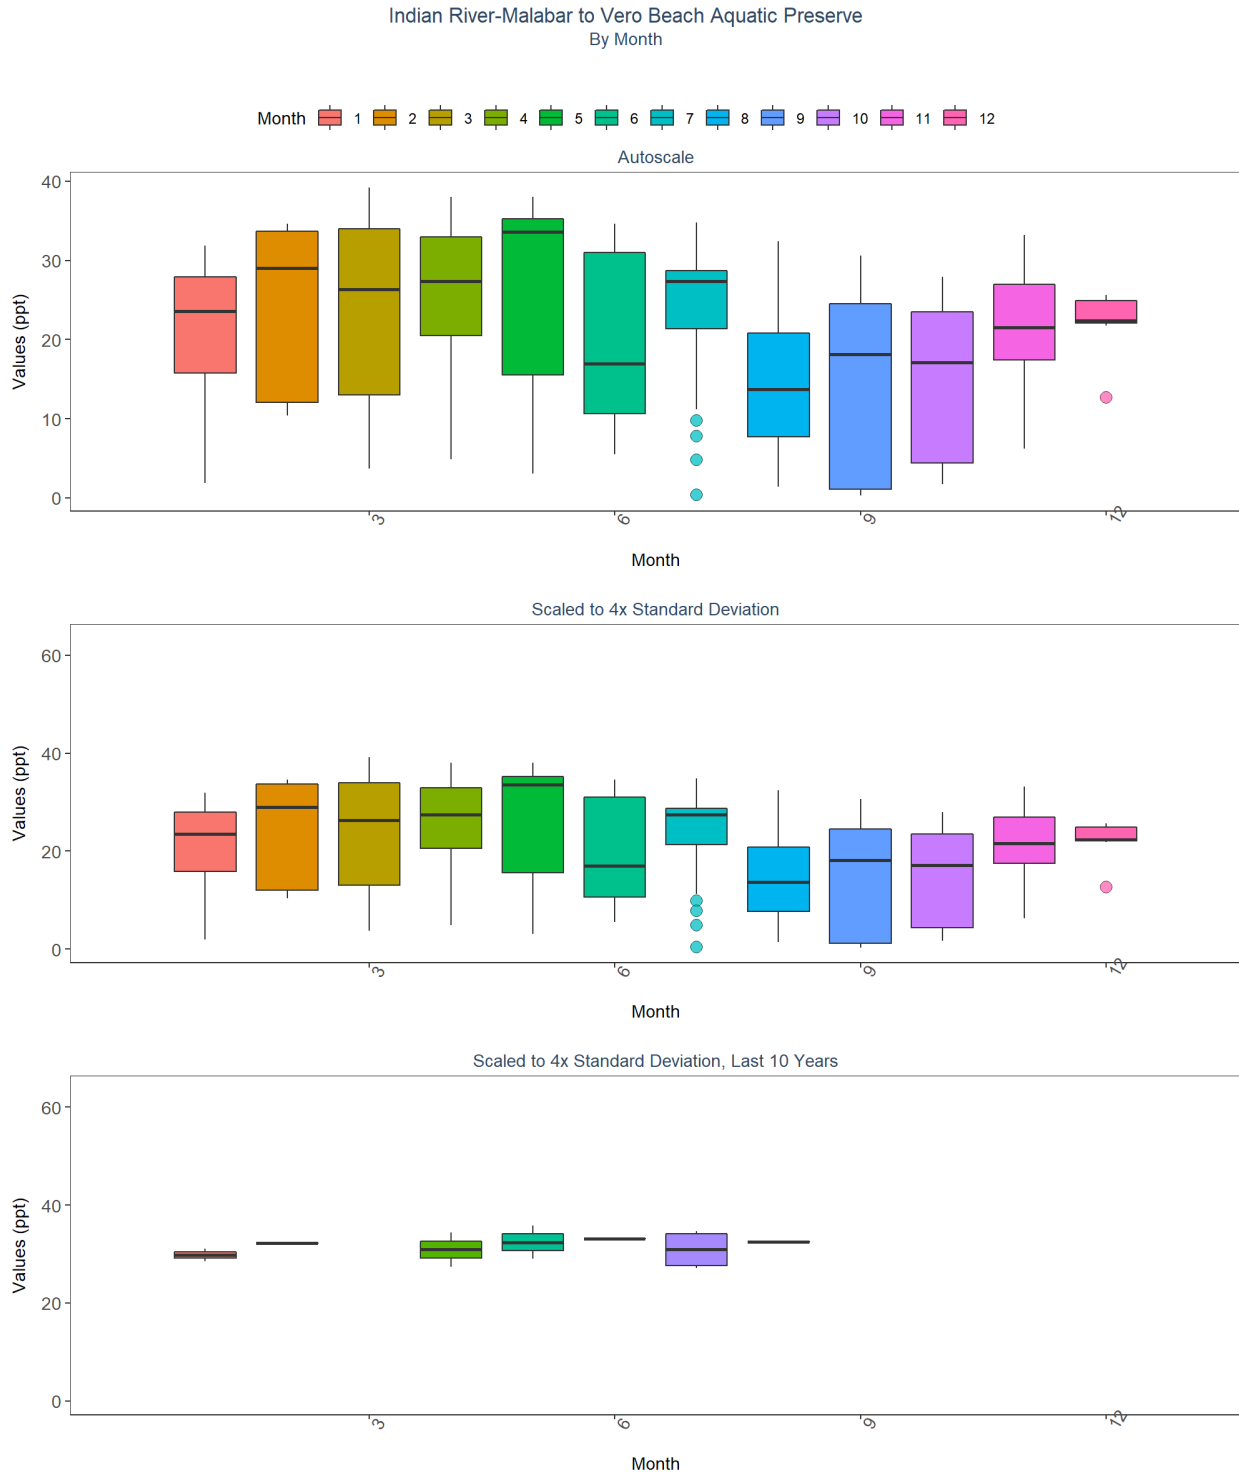 Indian River-Malabar to Vero Beach Aquatic Preserve
By Month
Month 1 2 3 4 5 6 7 8 9 10 11 12
Autoscale
Values (ppt)
40
30
20
10
0
3 6 9 12
Month
Scaled to 4x Standard Deviation
Values (ppt)
60
40
20
0
3 6 9 12
Month
Scaled to 4x Standard Deviation, Last 10 Years
Values (ppt)
60
40
20
0
3 6 9 12
Month